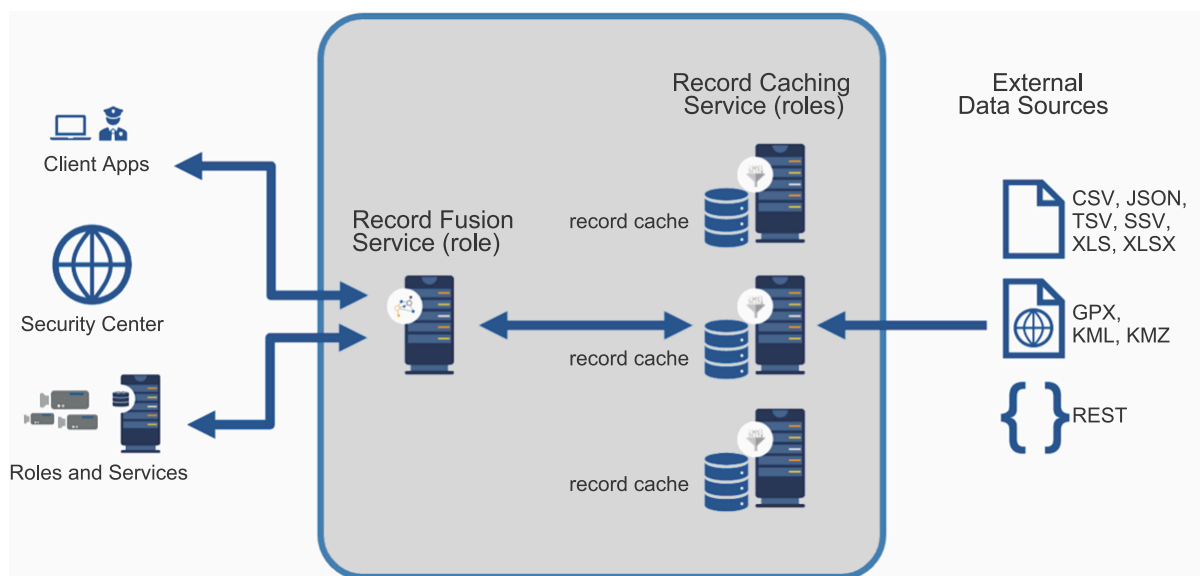 Client Apps
Security Center
Roles and Services
Record Fusion
Service (role)
Record Caching
Service (roles)
record cache
record cache
record cache
External
Data Sources
CSV, JSON,
TSV, SSV,
XLS, XLSX
GPX,
KML, KMZ
{ } REST